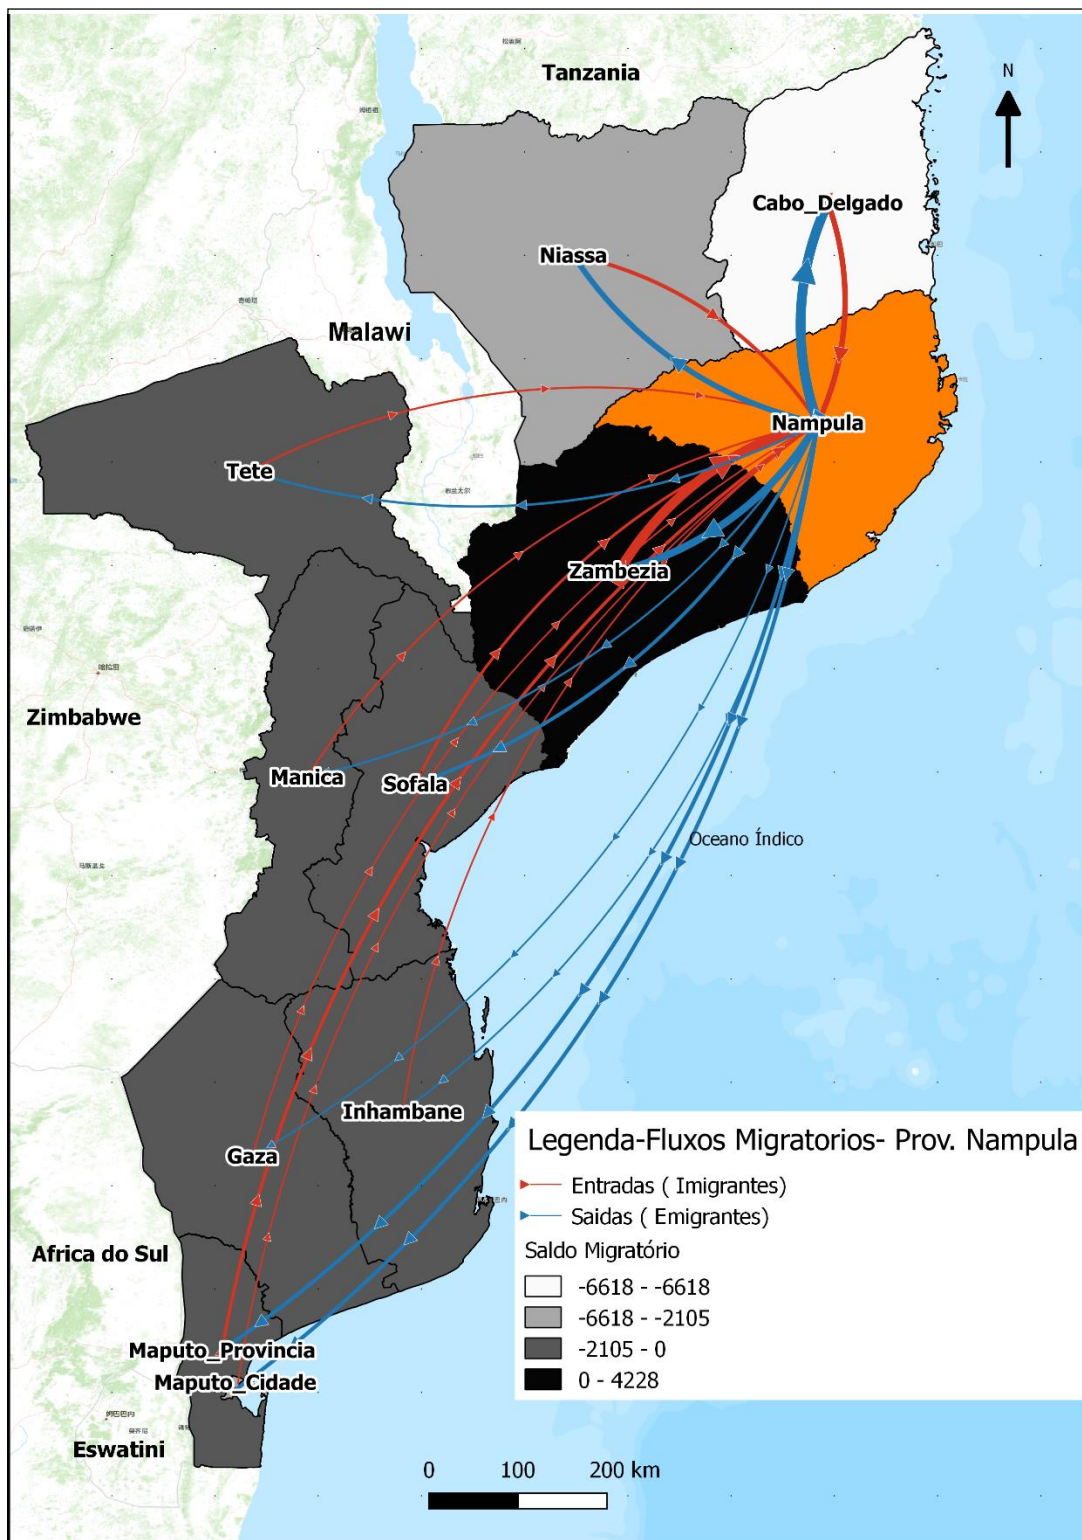 Tanzania
N
Cabo_Delgado
Niassa
Malawi
Nampula
Tete
Zambezia
Zimbabwe
Manica
Sofala
Oceano Índico
Inhambane
Gaza
Legenda-Fluxos Migratorios- Prov. Nampula
Entradas ( Imigrantes)
Saidas ( Emigrantes)
Saldo Migratório
-6618 - -6618
-6618 - -2105
-2105 - 0
0 - 4228
Africa do Sul
Maputo_Provincia
Maputo_Cidade
Eswatini
0 100 200 km